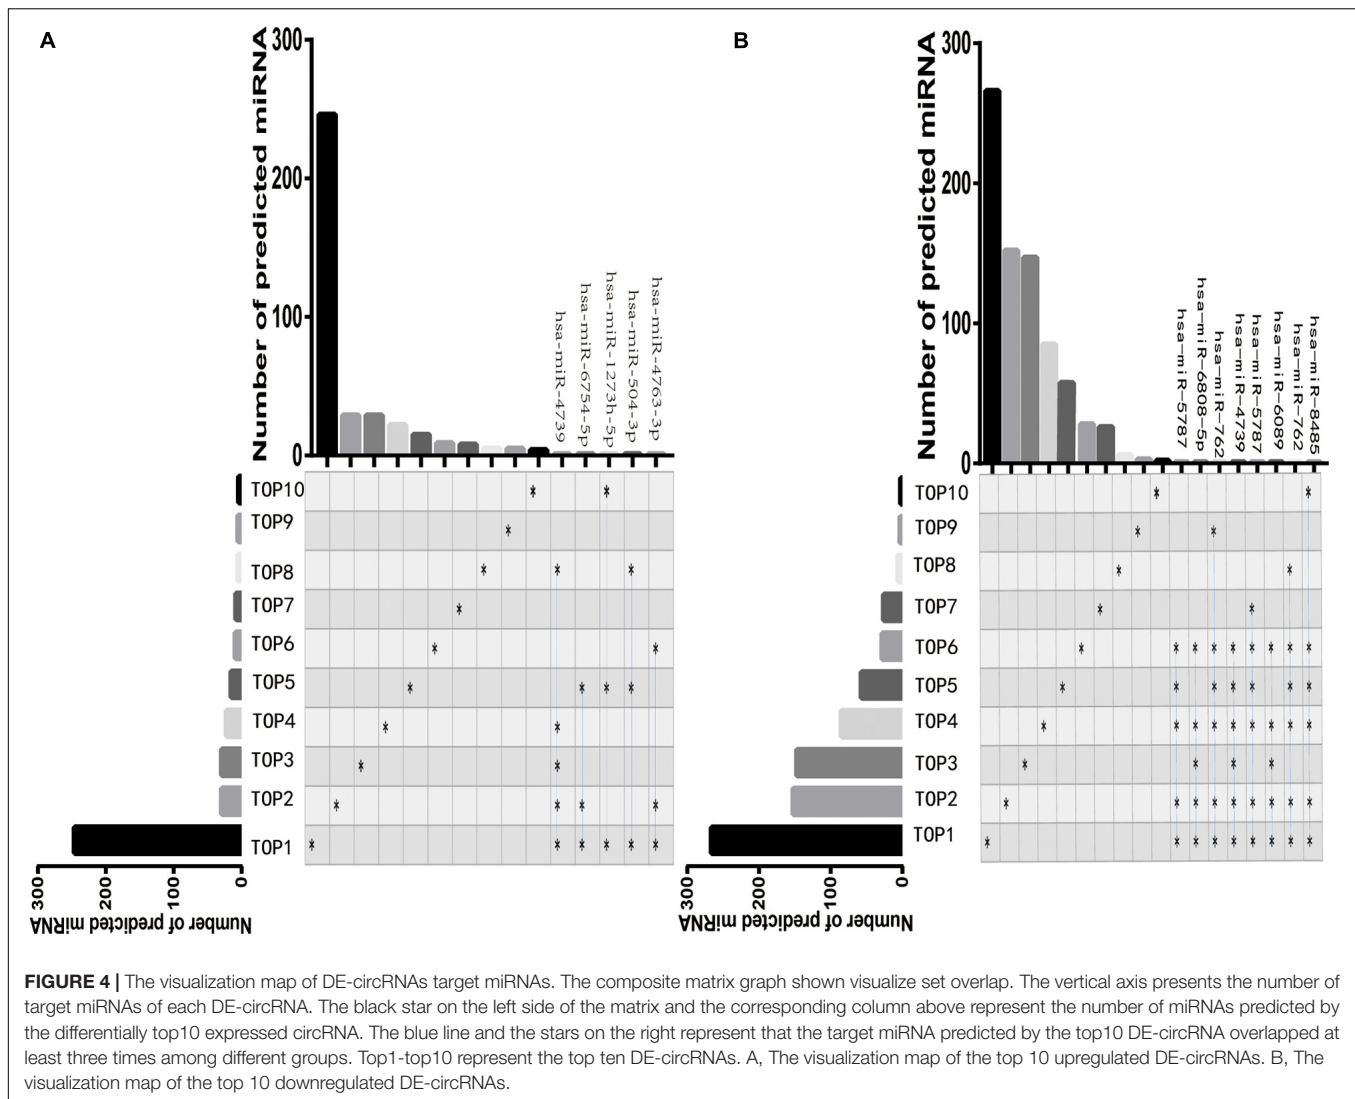 A
Number of predicted miRNA
300
200
100
0
hsa-miR-4739
hsa-miR-6754-5p
hsa-miR-1273h-5p
hsa-miR-504-3p
hsa-miR-4763-3p
TOP10
TOP9
TOP8
TOP7
TOP6
TOP5
TOP4
TOP3
TOP2
TOP1
300
200
100
0
Number of predicted miRNA
B
Number of predicted miRNA
300
200
100
0
hsa-miR-5787
hsa-miR-6808-5p
hsa-miR-762
hsa-miR-4739
hsa-miR-5787
hsa-miR-6089
hsa-miR-762
hsa-miR-8485
TOP10
TOP9
TOP8
TOP7
TOP6
TOP5
TOP4
TOP3
TOP2
TOP1
300
200
100
0
Number of predicted miRNA
FIGURE 4 | The visualization map of DE-circRNAs target miRNAs. The composite matrix graph shown visualize set overlap. The vertical axis presents the number of
target miRNAs of each DE-circRNA. The black star on the left side of the matrix and the corresponding column above represent the number of miRNAs predicted by
the differentially top10 expressed circRNA. The blue line and the stars on the right represent that the target miRNA predicted by the top10 DE-circRNA overlapped at
least three times among different groups. Top1-top10 represent the top ten DE-circRNAs. A, The visualization map of the top 10 upregulated DE-circRNAs. B, The
visualization map of the top 10 downregulated DE-circRNAs.